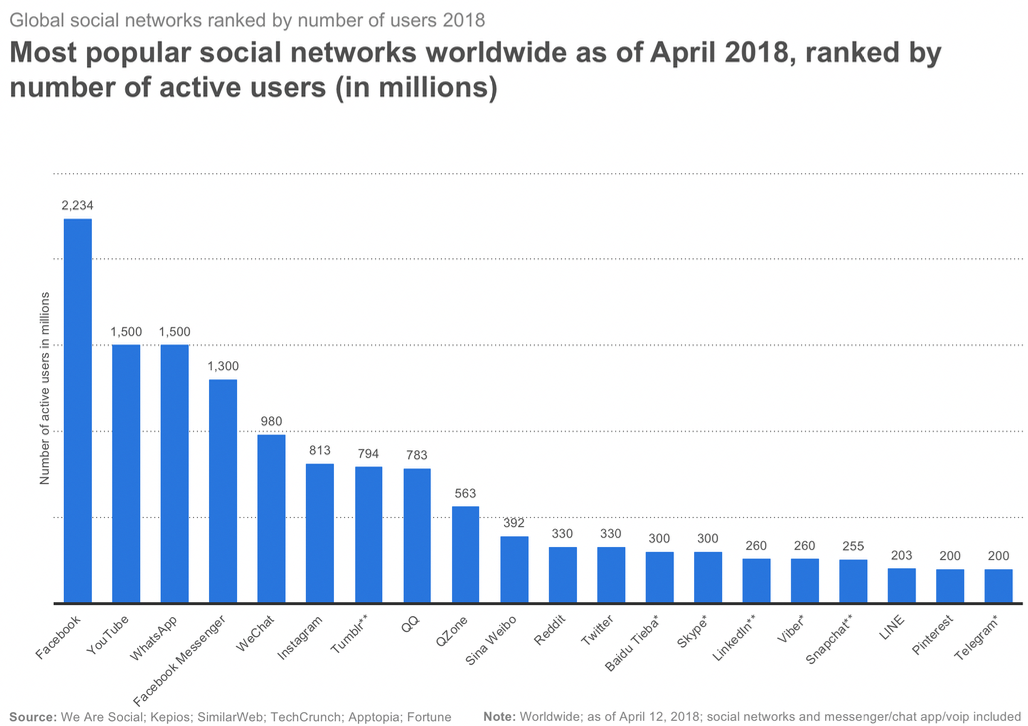 Global social networks ranked by number of users 2018
Most popular social networks worldwide as of April 2018, ranked by
number of active users (in millions)
Number of active users in millions
2,234
1,500
1,500
1,300
980
813
794
783
563
392
330
330
300
300
260
260
255
203
200
200
Facebook
YouTube
WhatsApp
Facebook Messenger
WeChat
Instagram
Tumblr**
QQ
QZone
Sina Weibo
Reddit
Twitter
Baidu Tieba*
Skype*
LinkedIn**
Viber*
Snapchat**
LINE
Pinterest
Telegram*
Source: We Are Social; Kepios; SimilarWeb; TechCrunch; Apptopia; Fortune
Note: Worldwide; as of April 12, 2018; social networks and messenger/chat app/voip included